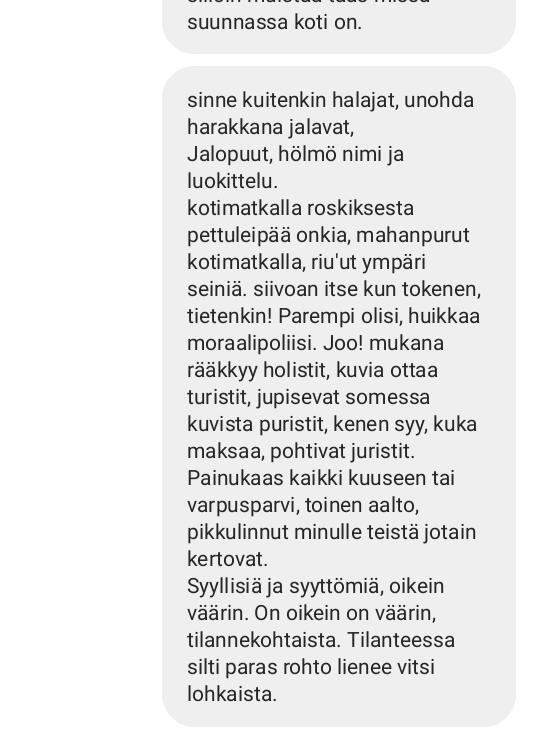 suunnassa koti on.
sinne kuitenkin halajat, unohda
harakkana jalavat,
Jalopuut, hölmö nimi ja
luokittelu.
kotimatkalla roskiksesta
pettuleipää onkia, mahanpurut
kotimatkalla, riu'ut ympäri
seiniä. siivoan itse kun tokenen,
tietenkin! Parempi olisi, huikkaa
moraalipoliisi. Joo! mukana
rääkkyy holistit, kuvia ottaa
turistit, jupisevat somessa
kuvista puristit, kenen syy, kuka
maksaa, pohtivat juristit.
Painukaas kaikki kuuseen tai
varpusparvi, toinen aalto,
pikkulinnut minulle teistä jotain
kertovat.
Syyllisiä ja syyttömiä, oikein
väärin. On oikein on väärin,
tilannekohtaista. Tilanteessa
silti paras rohto lienee vitsi
lohkaista.